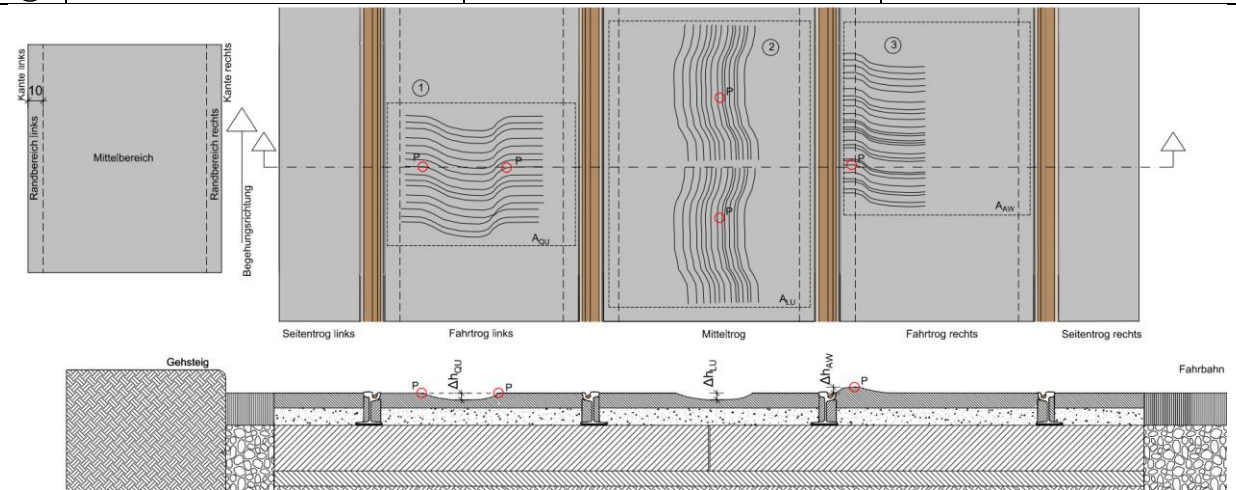 Kante links
10
Randbereich links
Mittelbereich
Randbereich rechts
Kante rechts
Begehungsrichtung
1
P
P
A_QU
2
P
P
A_LU
3
P
A_AW
Seitentrog links
Fahrtrog links
Mitteltrog
Fahrtrog rechts
Seitentrog rechts
Gehsteig
P
Δh_QU
P
Δh_LU
Δh_AW
P
Fahrbahn